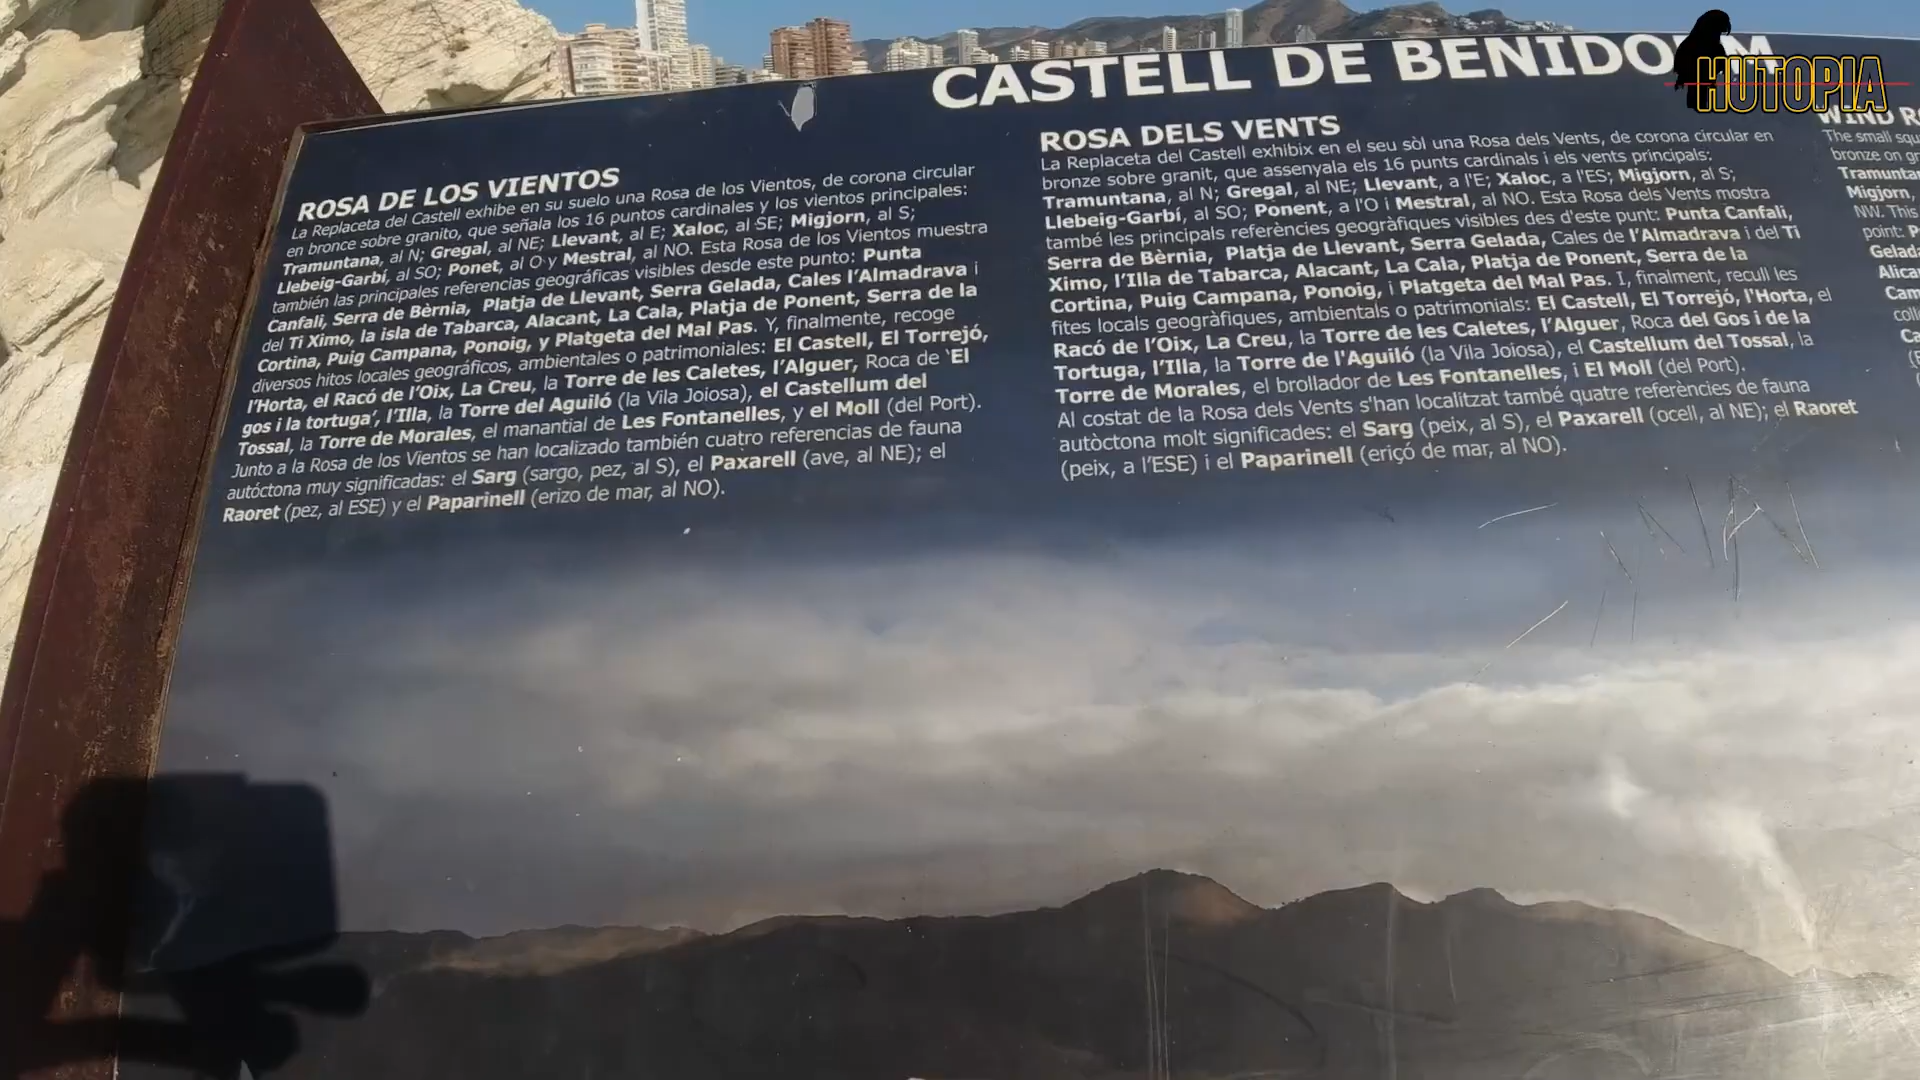 CASTELL DE BENIDORM
HUTOPIA
ROSA DE LOS VIENTOS
La Replaceta del Castell exhibe en su suelo una Rosa de los Vientos, de corona circular
en bronce sobre granito, que señala los 16 puntos cardinales y los vientos principales:
Tramuntana, al N; Gregal, al NE; Llevant, al E; Xaloc, al SE; Migjorn, al S;
Llebeig-Garbí, al SO; Ponet, al O y Mestral, al NO. Esta Rosa de los Vientos muestra
también las principales referencias geográficas visibles desde este punto: Punta
Canfali, Serra de Bèrnia, Platja de Llevant, Serra Gelada, Cales l'Almadrava i
del Ti Ximo, la isla de Tabarca, Alacant, La Cala, Platja de Ponent, Serra de la
Cortina, Puig Campana, Ponoig, y Platgeta del Mal Pas. Y, finalmente, recoge
diversos hitos locales geográficos, ambientales o patrimoniales: El Castell, El Torrejó,
l'Horta, el Racó de l'Oix, La Creu, la Torre de les Caletes, l'Alguer, Roca de 'El
gos i la tortuga', l'Illa, la Torre del Aguiló (la Vila Joiosa), el Castellum del
Tossal, la Torre de Morales, el manantial de Les Fontanelles, y el Moll (del Port).
Junto a la Rosa de los Vientos se han localizado también cuatro referencias de fauna
autóctona muy significadas: el Sarg (sargo, pez, al S), el Paxarell (ave, al NE); el
Raoret (pez, al ESE) y el Paparinell (erizo de mar, al NO).
ROSA DELS VENTS
La Replaceta del Castell exhibix en el seu sòl una Rosa dels Vents, de corona circular en
bronze sobre granit, que assenyala els 16 punts cardinals i els vents principals:
Tramuntana, al N; Gregal, al NE; Llevant, a l'E; Xaloc, a l'ES; Migjorn, al S;
Llebeig-Garbí, al SO; Ponent, a l'O i Mestral, al NO. Esta Rosa dels Vents mostra
també les principals referències geogràfiques visibles des d'este punt: Punta Canfali,
Serra de Bèrnia, Platja de Llevant, Serra Gelada, Cales de l'Almadrava i del Ti
Ximo, l'Illa de Tabarca, Alacant, La Cala, Platja de Ponent, Serra de la
Cortina, Puig Campana, Ponoig, i Platgeta del Mal Pas. I, finalment, recull les
fites locals geogràfiques, ambientals o patrimonials: El Castell, El Torrejó, l'Horta, el
Racó de l'Oix, La Creu, la Torre de les Caletes, l'Alguer, Roca del Gos i de la
Tortuga, l'Illa, la Torre de l'Aguiló (la Vila Joiosa), el Castellum del Tossal, la
Torre de Morales, el brollador de Les Fontanelles, i El Moll (del Port).
Al costat de la Rosa dels Vents s'han localitzat també quatre referències de fauna
autòctona molt significades: el Sarg (peix, al S), el Paxarell (ocell, al NE); el Raoret
(peix, a l'ESE) i el Paparinell (eriçó de mar, al NO).
WIND
The small
bronze on
Migjorn,
NW. This
point: